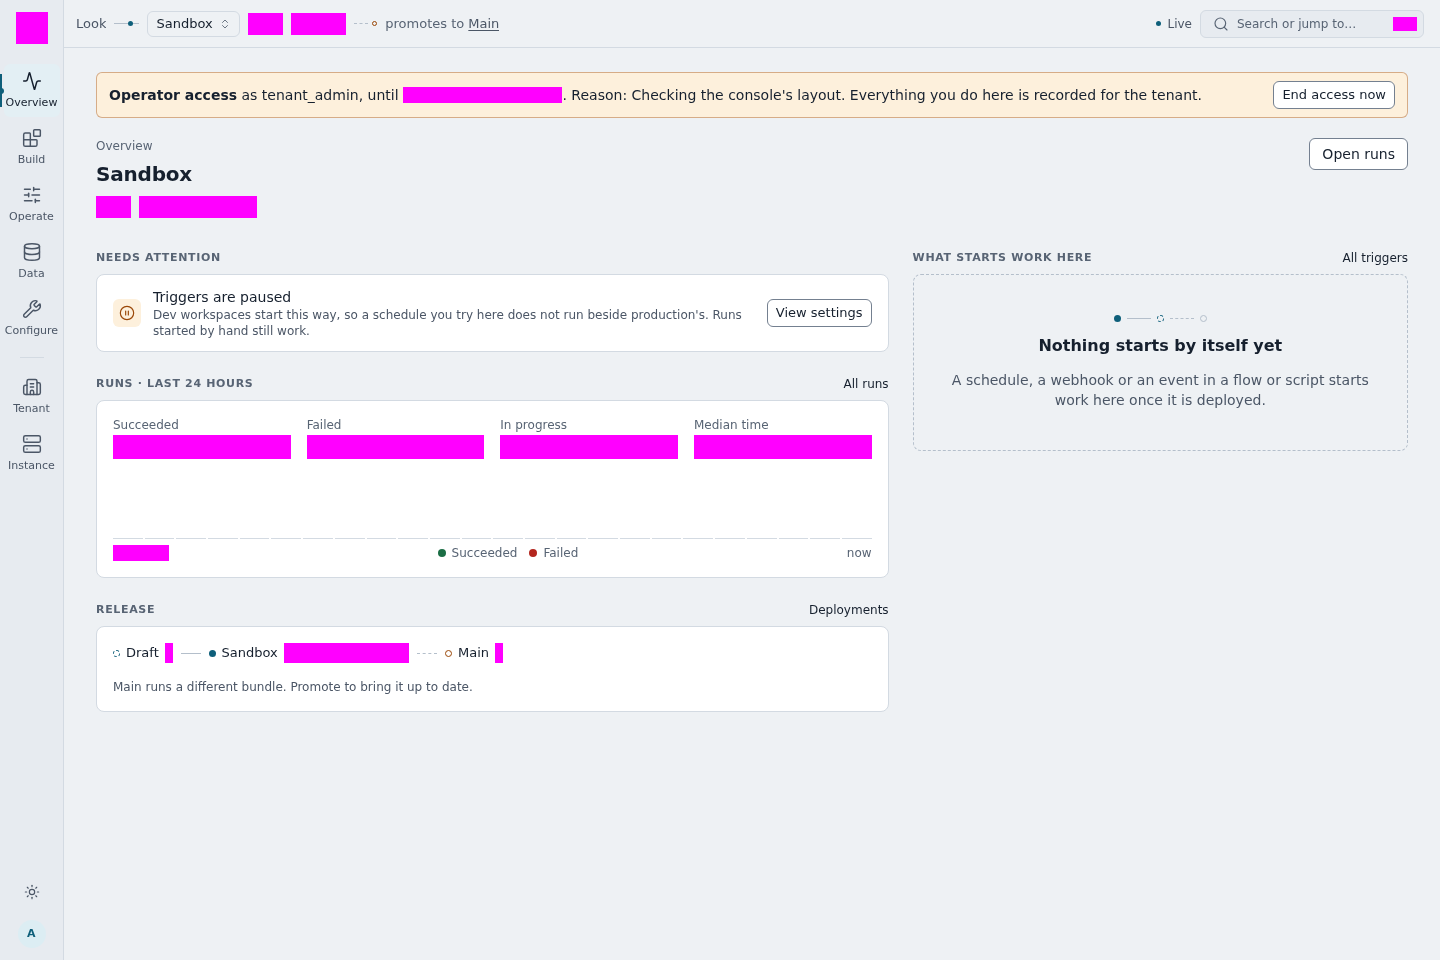 Look
Sandbox
promotes to Main
Live
Search or jump to…
Overview
Build
Operate
Data
Configure
Tenant
Instance
A
Operator access as tenant_admin, until . Reason: Checking the console's layout. Everything you do here is recorded for the tenant.
End access now
Overview
Sandbox
Open runs
NEEDS ATTENTION
Triggers are paused
Dev workspaces start this way, so a schedule you try here does not run beside production's. Runs
started by hand still work.
View settings
RUNS · LAST 24 HOURS
All runs
Succeeded
Failed
In progress
Median time
Succeeded
Failed
now
RELEASE
Deployments
Draft
Sandbox
Main
Main runs a different bundle. Promote to bring it up to date.
WHAT STARTS WORK HERE
All triggers
Nothing starts by itself yet
A schedule, a webhook or an event in a flow or script starts
work here once it is deployed.